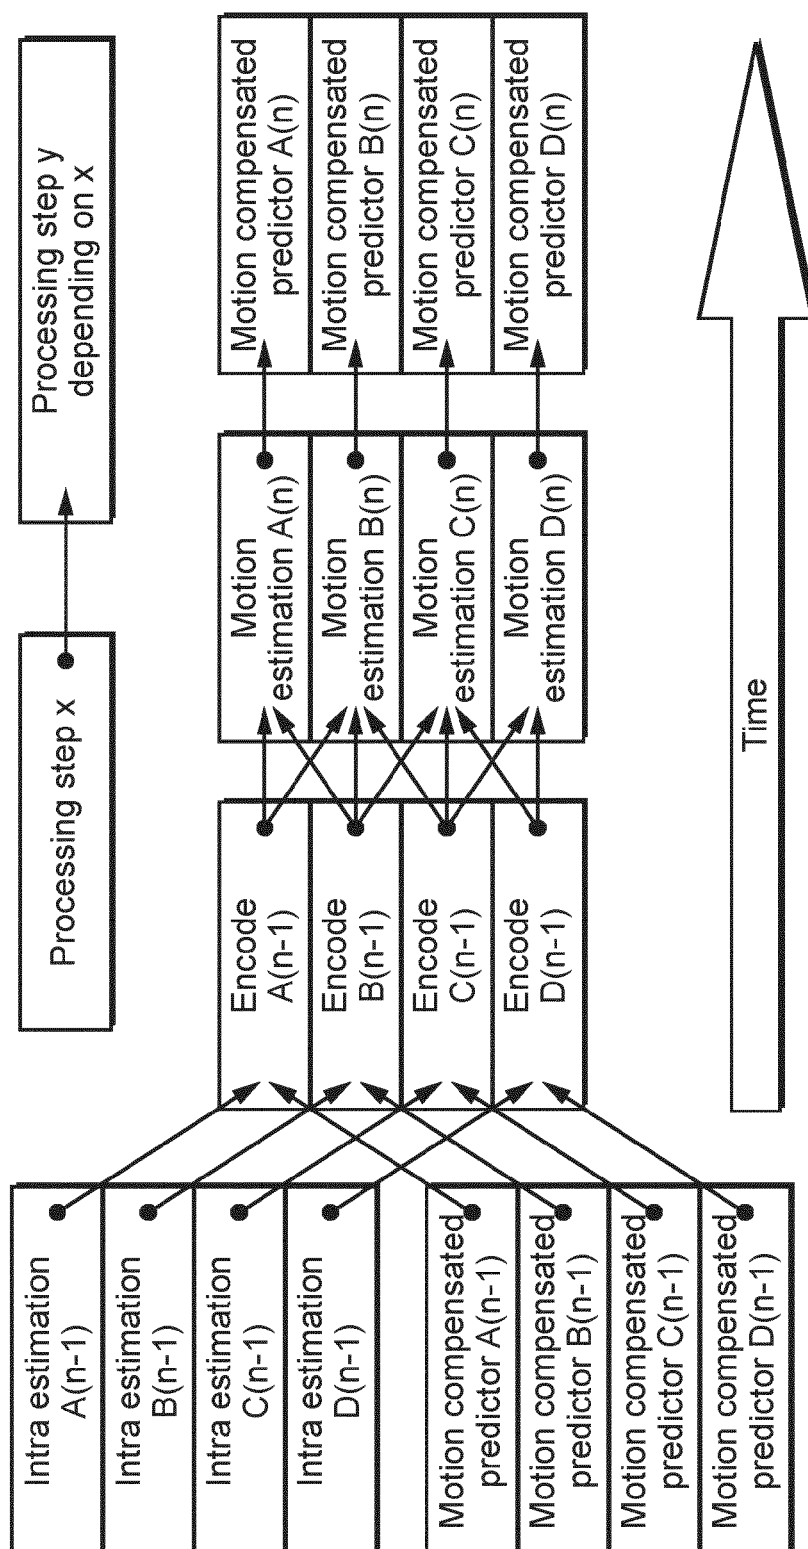 Processing step x
Processing step y
depending on x
Intra estimation
A(n-1)
Intra estimation
B(n-1)
Intra estimation
C(n-1)
Intra estimation
D(n-1)
Motion compensated
predictor A(n-1)
Motion compensated
predictor B(n-1)
Motion compensated
predictor C(n-1)
Motion compensated
predictor D(n-1)
Encode
A(n-1)
Encode
B(n-1)
Encode
C(n-1)
Encode
D(n-1)
Motion
estimation A(n)
Motion
estimation B(n)
Motion
estimation C(n)
Motion
estimation D(n)
Motion compensated
predictor A(n)
Motion compensated
predictor B(n)
Motion compensated
predictor C(n)
Motion compensated
predictor D(n)
Time